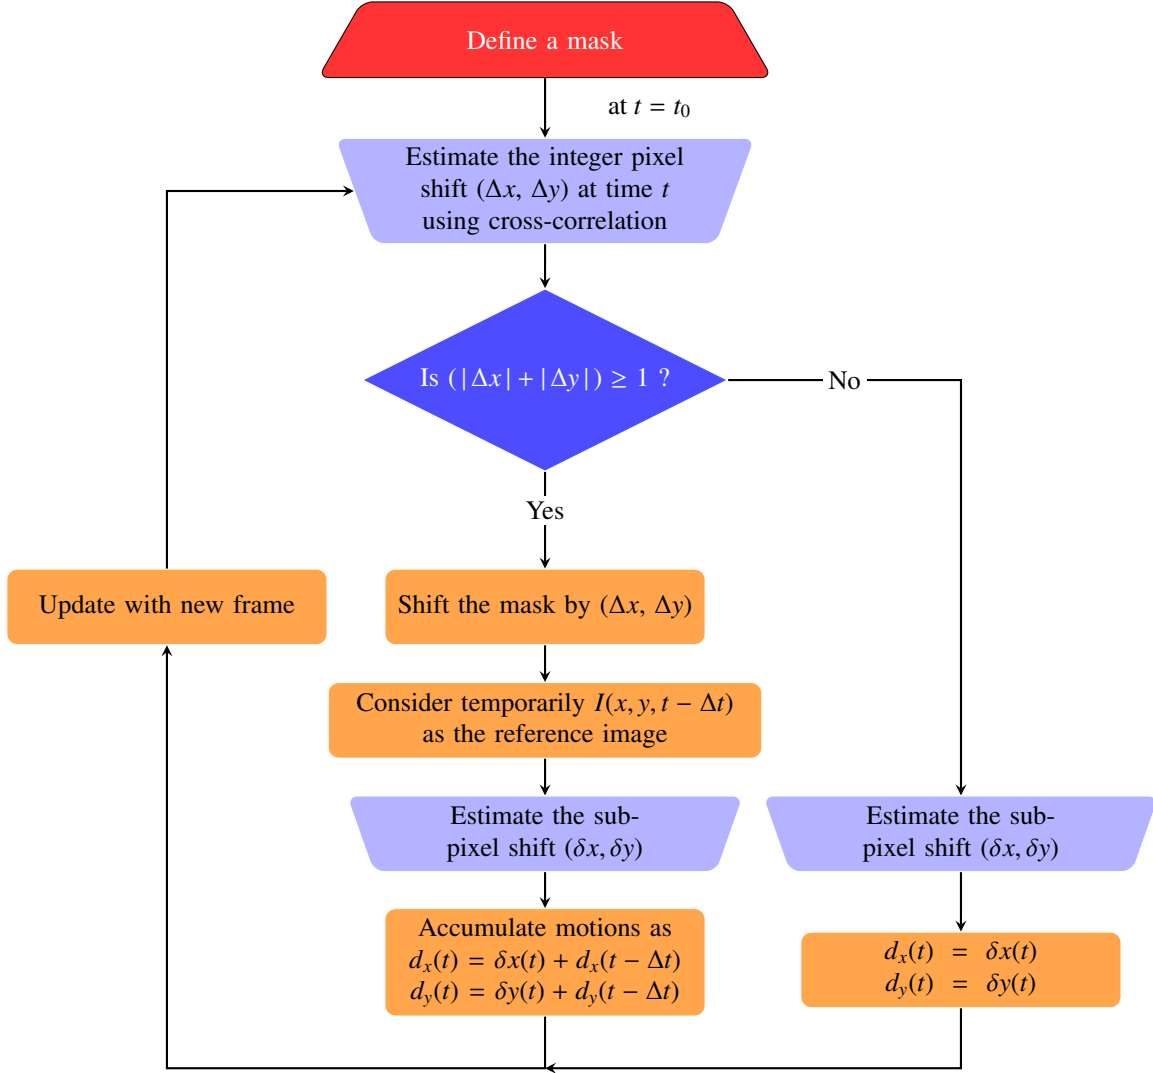 Define a mask
at t = t₀
Estimate the integer pixel
shift (Δx, Δy) at time t
using cross-correlation
Is (|Δx| + |Δy|) ≥ 1 ?
No
Yes
Update with new frame
Shift the mask by (Δx, Δy)
Consider temporarily I(x, y, t − Δt)
as the reference image
Estimate the sub-
pixel shift (δx, δy)
Estimate the sub-
pixel shift (δx, δy)
Accumulate motions as
dₓ(t) = δx(t) + dₓ(t − Δt)
d_y(t) = δy(t) + d_y(t − Δt)
dₓ(t) = δx(t)
d_y(t) = δy(t)